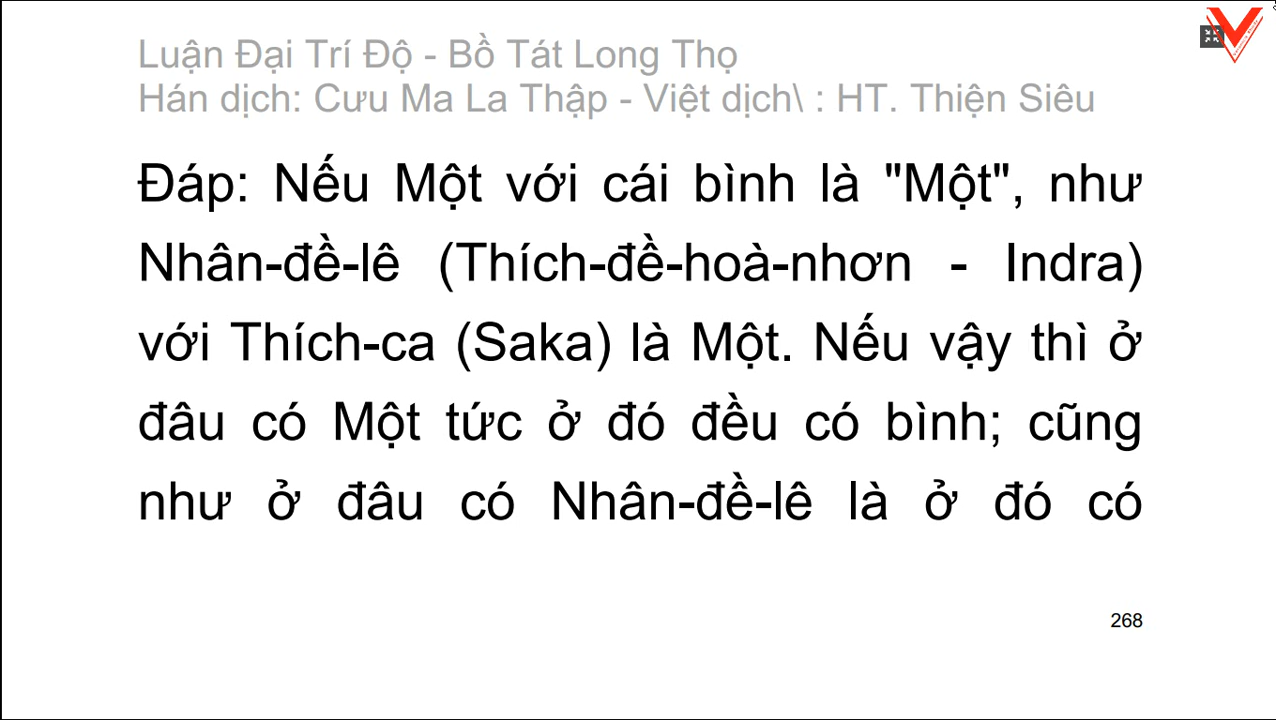 Luận Đại Trí Độ - Bồ Tát Long Thọ
Hán dịch: Cưu Ma La Thập - Việt dịch\ : HT. Thiện Siêu
Đáp: Nếu Một với cái bình là "Một", như
Nhân-đề-lê (Thích-đề-hoà-nhơn - Indra)
với Thích-ca (Saka) là Một. Nếu vậy thì ở
đâu có Một tức ở đó đều có bình; cũng
như ở đâu có Nhân-đề-lê là ở đó có
268